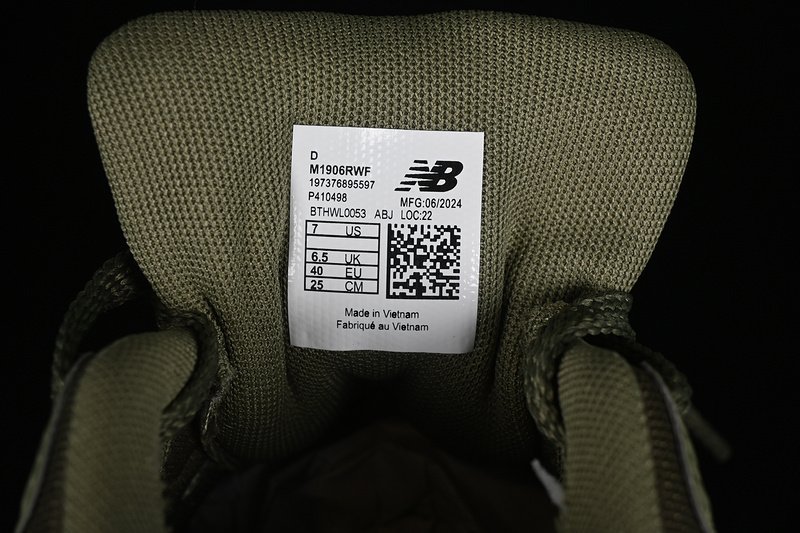 D
M1906RWF
197376895597
P410498
NB
MFG:06/2024
BTHWL0053 ABJ LOC:22
7 US
6.5 UK
40 EU
25 CM
Made in Vietnam
Fabriqué au Vietnam